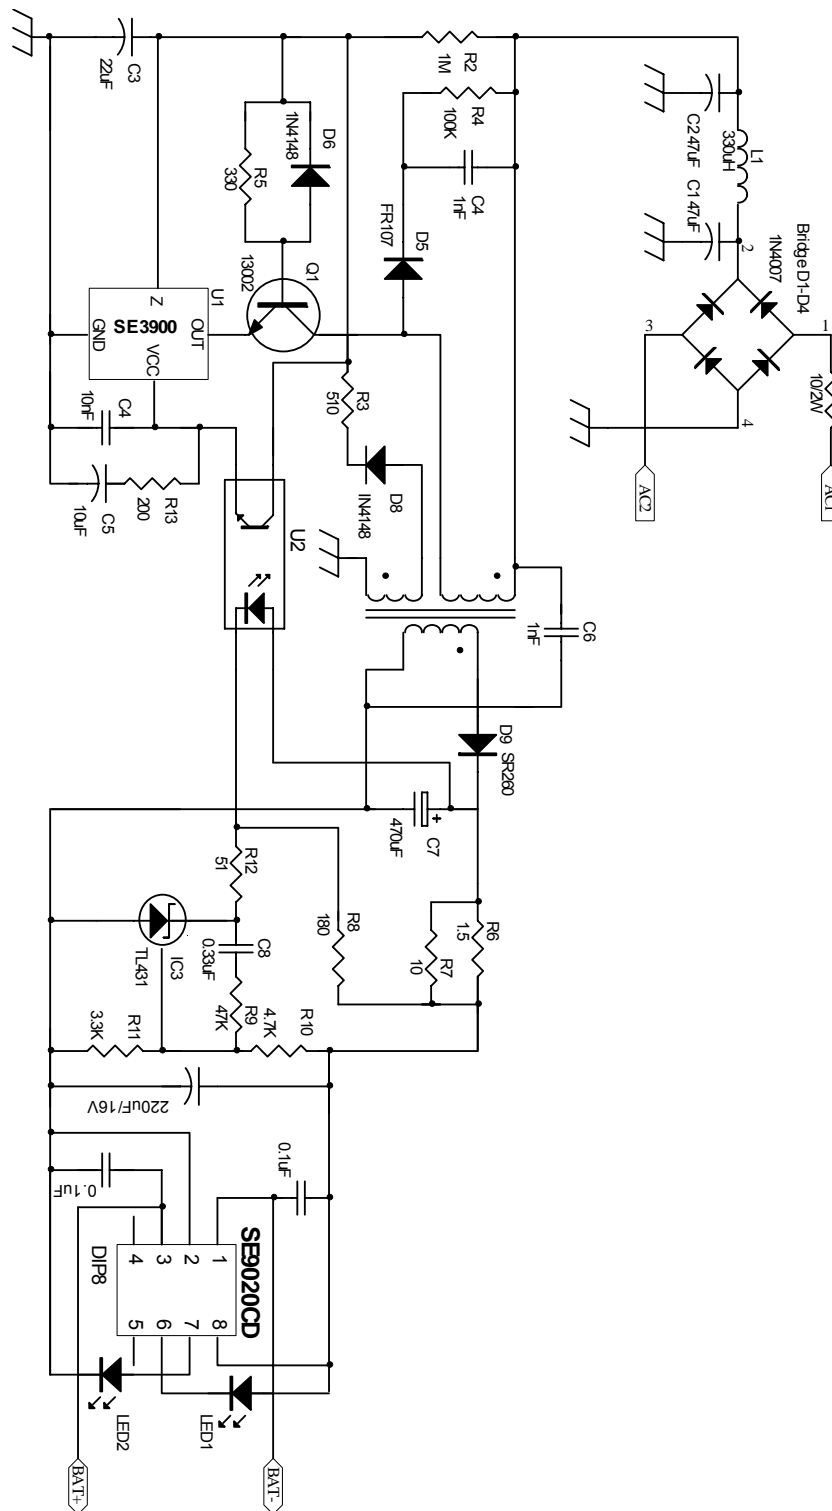 C3
22uF
R2
1M
R4
100K
C4
1nF
D6
1N4148
R5
330
D5
FR107
Q1
13002
L1
330uH
C2 47uF
C1 47uF
Bridge D1-D4
1N4007
2
1
3
4
10/2W
AC1
AC2
U1
Z
SE3900
GND
OUT
VCC
C4
10nF
C5
10uF
R13
200
R3
510
D8
IN4148
U2
C6
1nF
D9
SR260
C7
470uF
+
R12
51
R8
180
R6
1.5
R7
10
IC3
TL431
C8
0.33uF
R9
47K
R10
4.7K
R11
3.3K
220uF/16V
0.1uF
0.1uF
SE9020CD
1
2
3
4
5
6
7
8
DIP8
LED1
LED2
BAT+
BAT-